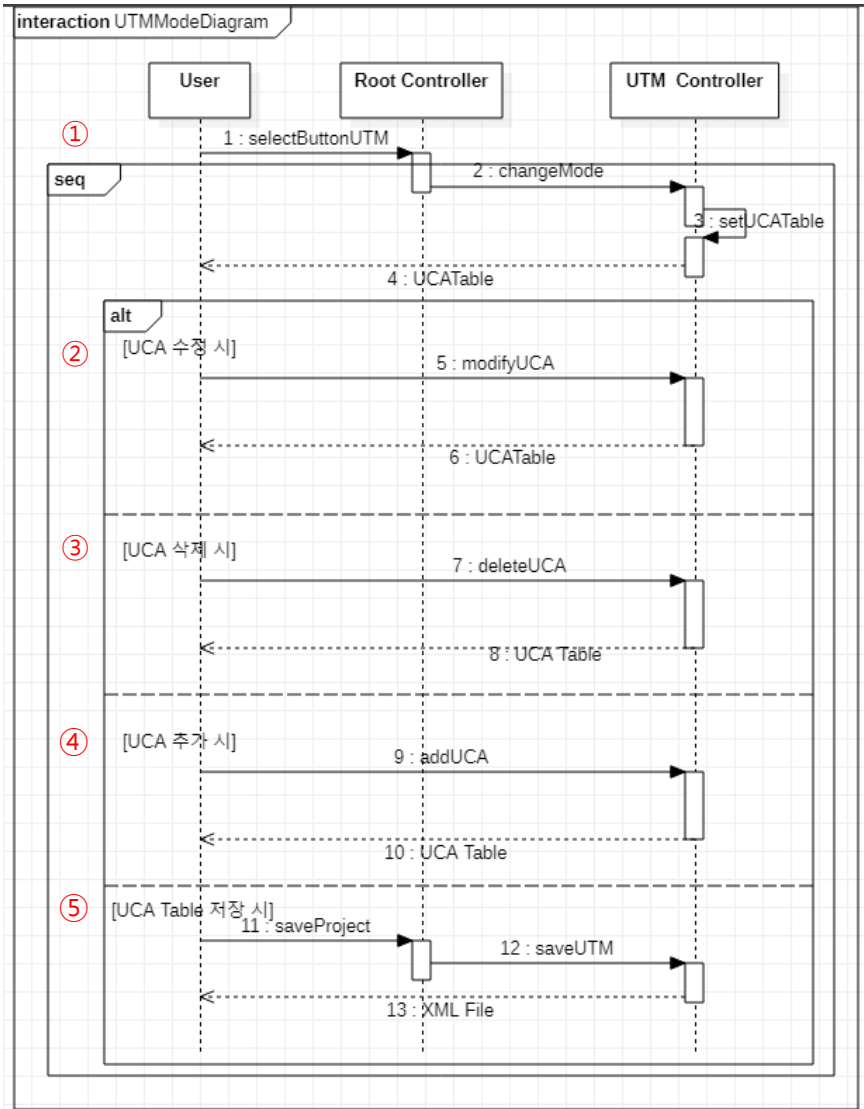 interaction UTMModeDiagram
User
Root Controller
UTM Controller
①
1 : selectButtonUTM
seq
2 : changeMode
3 : setUCATable
4 : UCATable
alt
②
[UCA 수정 시]
5 : modifyUCA
6 : UCATable
③
[UCA 삭제 시]
7 : deleteUCA
8 : UCA Table
④
[UCA 추가 시]
9 : addUCA
10 : UCA Table
⑤
[UCA Table 저장 시]
11 : saveProject
12 : saveUTM
13 : XML File